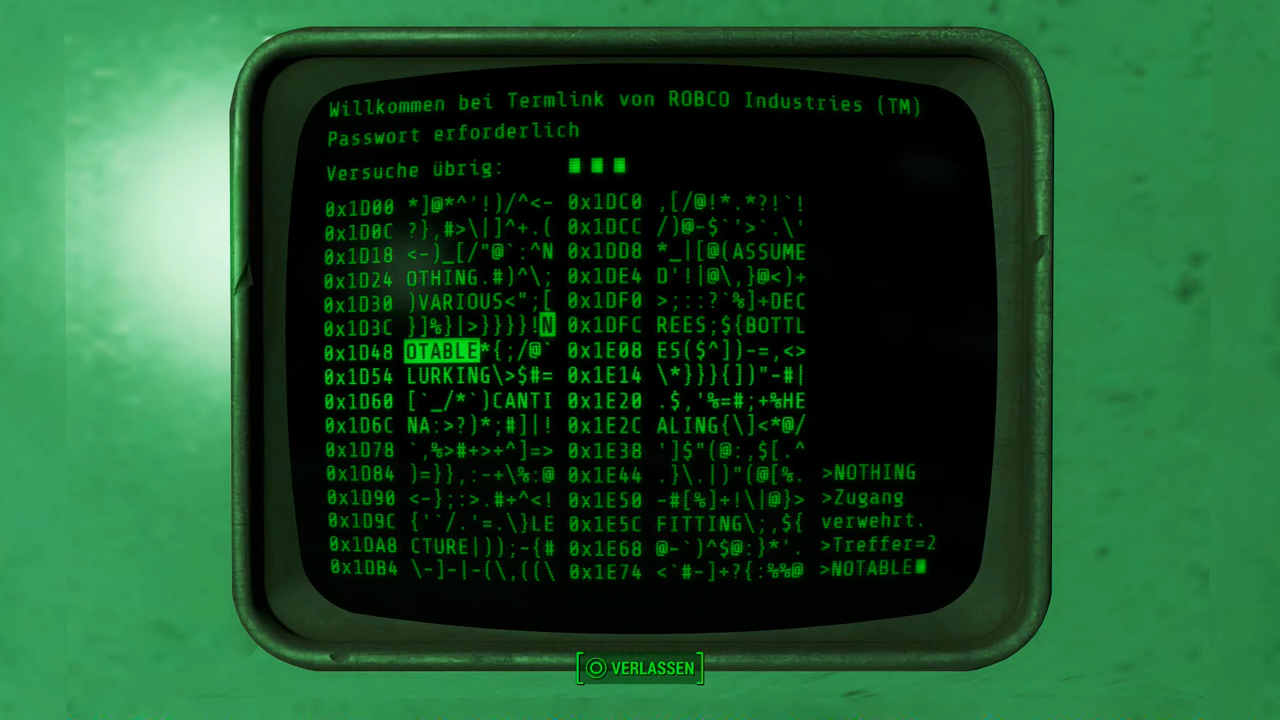 Willkommen bei Termlink von ROBCO Industries (TM)
Passwort erforderlich
Versuche übrig: ■ ■ ■
0x1D00 *]@*^'!)/^<- 0x1DC0 ,[/@!*.*?!`!
0x1D0C ?},#>\|]^+.( 0x1DCC /)@-$`'>`.\'
0x1D18 <-)_[/"@`:^N 0x1DD8 *_|[@(ASSUME
0x1D24 OTHING.#)^\; 0x1DE4 D'!|@\,}@<)+
0x1D30 )VARIOUS<";[ 0x1DF0 >;::?`%]+DEC
0x1D3C }]%}|>}}}}!N 0x1DFC REES;${BOTTL
0x1D48 OTABLE*{;/@` 0x1E08 ES($^])-=,<>
0x1D54 LURKING\>$#= 0x1E14 \*}}}{])"-#|
0x1D60 [`_/*`)CANTI 0x1E20 .$,'%=#;+%HE
0x1D6C NA:>?)*;#]|! 0x1E2C ALING{\]<*@/
0x1D78 `,%>#+>+^]=> 0x1E38 ']$"(@:,$[.^
0x1D84 )=}},:-+\%:@ 0x1E44 .}\.|)"(@[%. >NOTHING
0x1D90 <-};:>.#+^<! 0x1E50 -#[%]+!\|@}> >Zugang
0x1D9C {'`/.'=.\}LE 0x1E5C FITTING\;,${ verwehrt.
0x1DA8 CTURE|));-{# 0x1E68 @-`)^$@:}*'. >Treffer=2
0x1DB4 \-]-|-(\,((\ 0x1E74 <`#-]+?{:%%@ >NOTABLE■
VERLASSEN